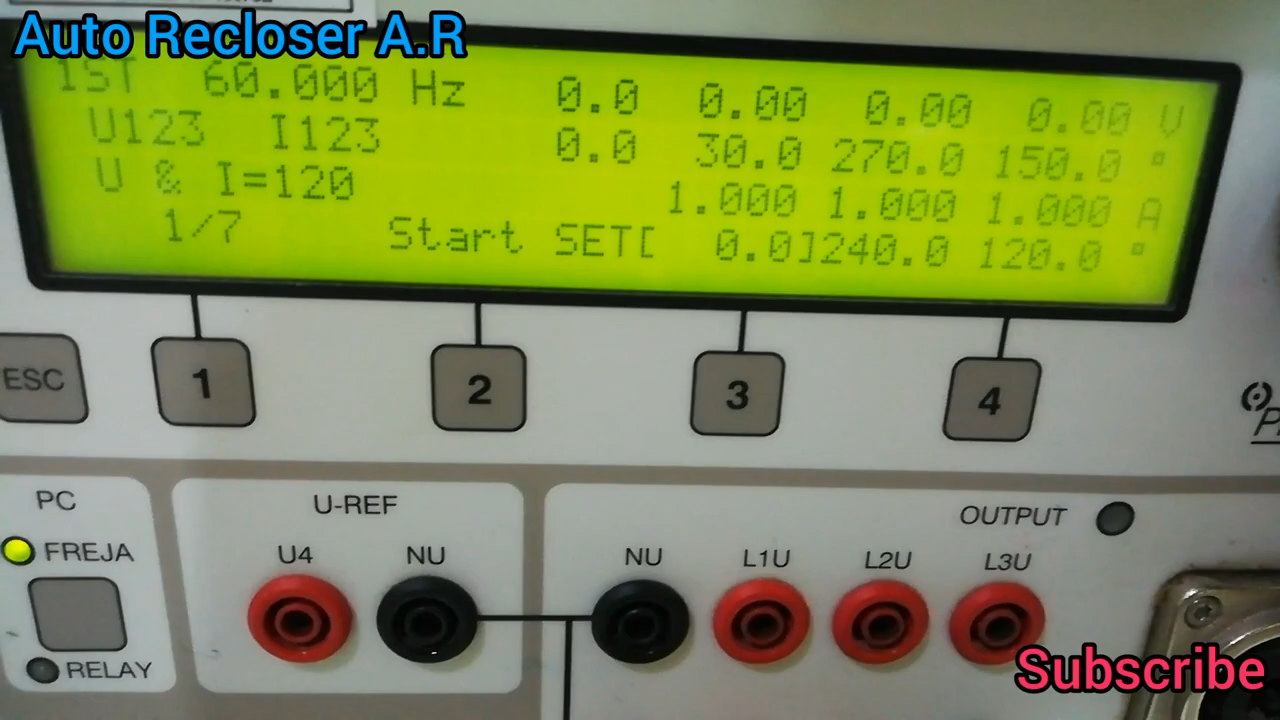 Auto Recloser A.R
1ST 60.000 Hz 0.0 0.00 0.00 0.00 V
U123 I123 0.0 30.0 270.0 150.0 °
U & I=120 1.000 1.000 1.000 A
1/7 Start SET[ 0.0]240.0 120.0 °
ESC 1 2 3 4
PC
FREJA
RELAY
U-REF
U4 NU
OUTPUT
NU L1U L2U L3U
Subscribe